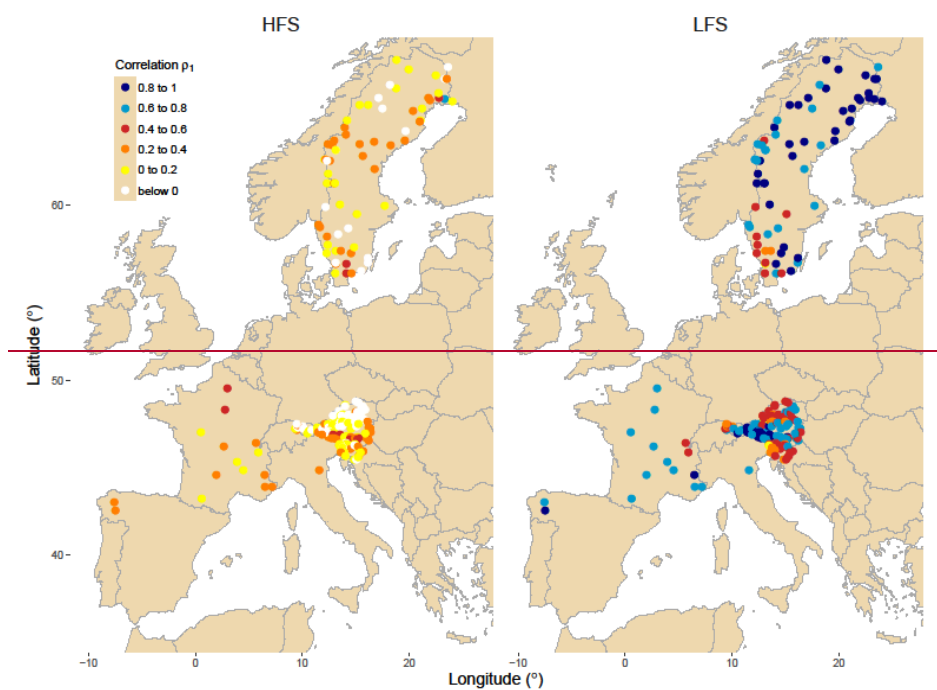 HFS
LFS
Correlation ρ1
0.8 to 1
0.6 to 0.8
0.4 to 0.6
0.2 to 0.4
0 to 0.2
below 0
60
50
40
Latitude (°)
−10
0
10
20
−10
0
10
20
Longitude (°)